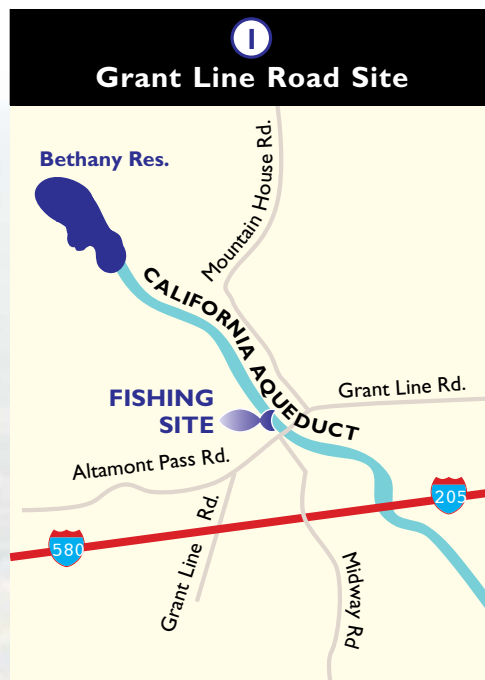 1
Grant Line Road Site
Bethany Res.
Mountain House Rd.
CALIFORNIA AQUEDUCT
Grant Line Rd.
FISHING
SITE
Altamont Pass Rd.
205
Grant Line Rd.
580
Midway Rd